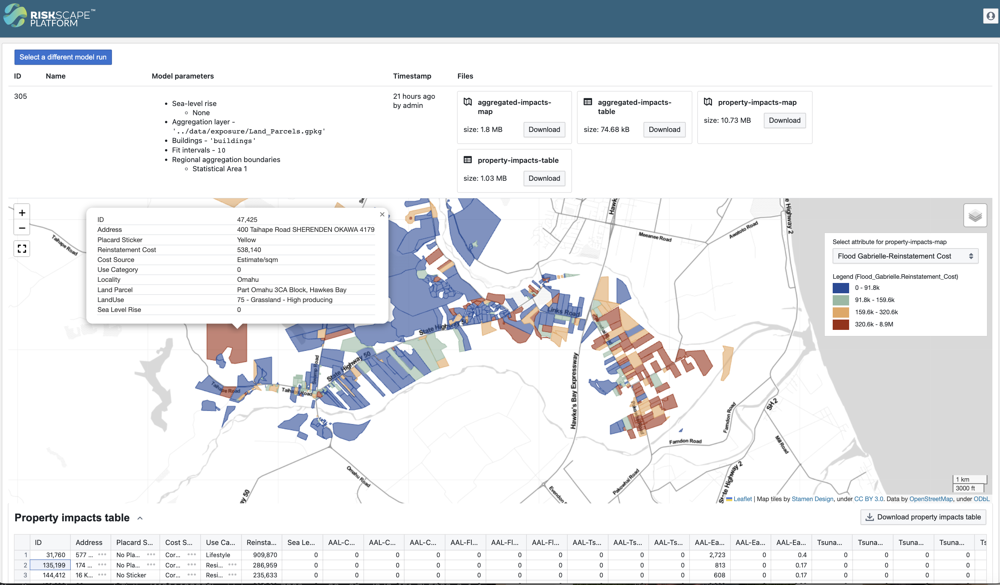 RISKSCAPE™
PLATFORM
Select a different model run
ID Name Model parameters Timestamp Files
305
• Sea-level rise
◦ None
• Aggregation layer -
'../data/exposure/Land_Parcels.gpkg'
• Buildings - 'buildings'
• Fit intervals - 10
• Regional aggregation boundaries
◦ Statistical Area 1
21 hours ago
by admin
aggregated-impacts-
map
size: 1.8 MB Download
aggregated-impacts-
table
size: 74.68 kB Download
property-impacts-map
size: 10.73 MB Download
property-impacts-table
size: 1.03 MB Download
+
−
ID 47,425
Address 400 Taihape Road SHERENDEN OKAWA 4179
Placard Sticker Yellow
Reinstatement Cost 538,140
Cost Source Estimate/sqm
Use Category 0
Locality Omahu
Land Parcel Part Omahu 3CA Block, Hawkes Bay
LandUse 75 - Grassland - High producing
Sea Level Rise 0
×
Taihape Road
Sw
Hawk
Meeanee Road
Awatoto Road
e Highway 2
Select attribute for property-impacts-map
Flood Gabrielle-Reinstatement Cost
Legend (Flood_Gabrielle.Reinstatement_Cost)
0 - 91.8k
91.8k - 159.6k
159.6k - 320.6k
320.6k - 8.9M
Links Road
State Highway 50
Pakowhai Road
State Highway 50
Swamp Road
Hawke's Bay Expressway
Taihape Road
Taihape Road
Pakowhai Road
SH 2
Farndon Road
Farndon Road
Mill Road
Omahu Road
Pakowhai Road
State Highway 2
ay 50
Evendon
1 km
3000 ft
Leaflet | Map tiles by Stamen Design, under CC BY 3.0. Data by OpenStreetMap, under ODbL
Property impacts table
Download property impacts table
ID Address Placard S... Cost S... Use Ca... Reinsta... Sea Le... AAL-C... AAL-C... AAL-C... AAL-Fl... AAL-Fl... AAL-Fl... AAL-Ts... AAL-Ts... AAL-Ts... AAL-Ea... AAL-Ea... AAL-Ea... Tsuna... Tsuna... Tsuna... Tsuna... Ts
1 31,760 577 ... ••• No Pla... ••• Cor... ••• Lifestyle 909,870 0 0 0 0 0 0 0 0 0 0 2,723 0 0.4 0 0 0 0
2 135,199 174 ... ••• No Pla... ••• Cor... ••• Resi... ••• 286,959 0 0 0 0 0 0 0 0 0 0 813 0 0.17 0 0 0 0
3 144,412 16 K... ••• No Sticker Cor... ••• Resi... ••• 235,633 0 0 0 0 0 0 0 0 0 0 608 0 0.17 0 0 0 0